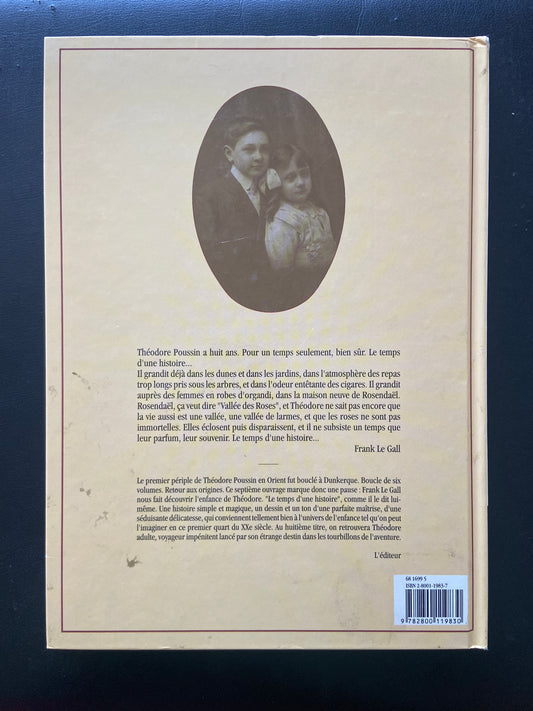 Théodore Poussin a huit ans. Pour un temps seulement, bien sûr. Le temps
d'une histoire...
Il grandit déjà dans les dunes et dans les jardins, dans l'atmosphère des repas
trop longs pris sous les arbres, et dans l'odeur entêtante des cigares. Il grandit
auprès des femmes en robes d'organdi, dans la maison neuve de Rosendaël.
Rosendaël, ça veut dire "Vallée des Roses", et Théodore ne sait pas encore que
la vie aussi est une vallée, une vallée de larmes, et que les roses ne sont pas
immortelles. Elles éclosent puis disparaissent, et il ne subsiste un temps que
leur parfum, leur souvenir. Le temps d'une histoire...
Frank Le Gall
Le premier périple de Théodore Poussin en Orient fut bouclé à Dunkerque. Boucle de six
volumes. Retour aux origines. Ce septième ouvrage marque donc une pause : Frank Le Gall
nous fait découvrir l'enfance de Théodore. "Le temps d'une histoire", comme il le dit lui-
même. Une histoire simple et magique, un dessin et un ton d'une parfaite maîtrise, d'une
séduisante délicatesse, qui conviennent tellement bien à l'univers de l'enfance tel qu'on peut
l'imaginer en ce premier quart du XXe siècle. Au huitième titre, on retrouvera Théodore
adulte, voyageur impénitent lancé par son étrange destin dans les tourbillons de l'aventure.
L'éditeur
68 1699 5
ISBN 2-8001-1983-7
9 782800 119830